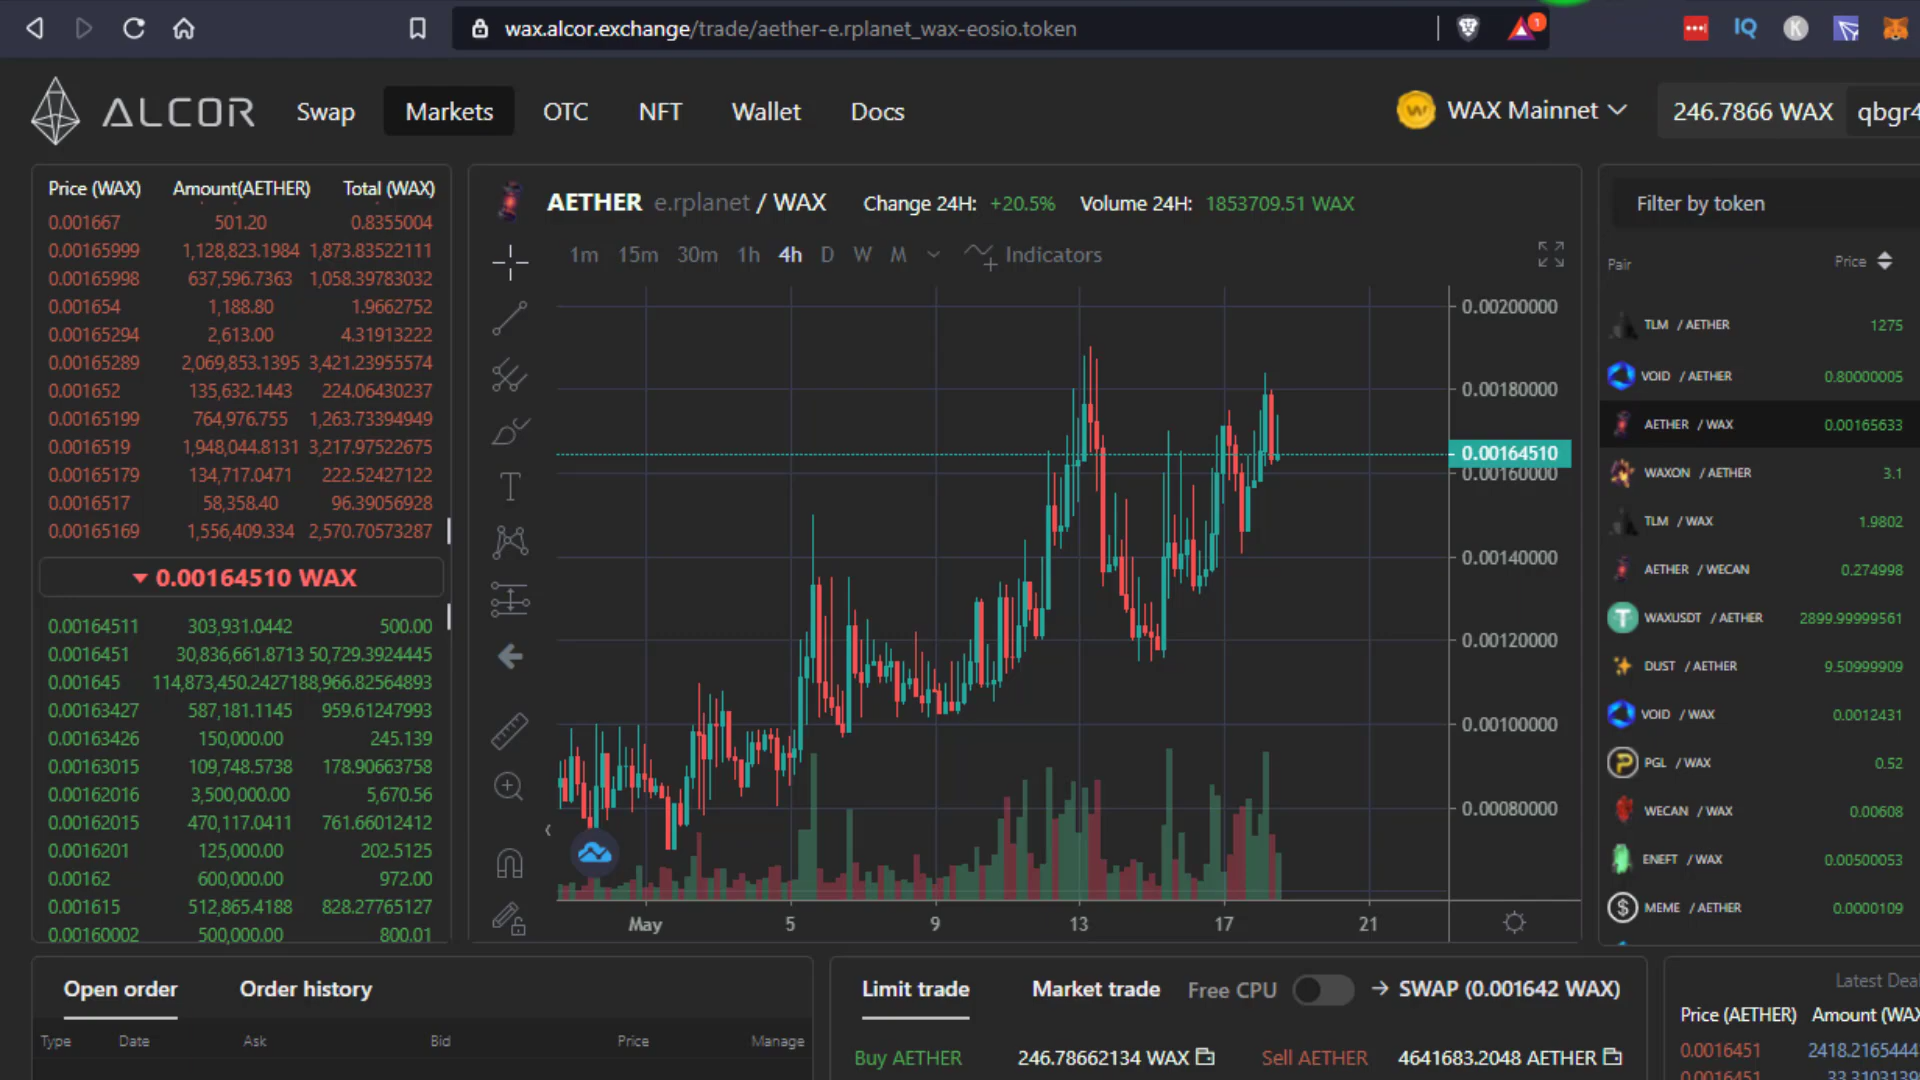 wax.alcor.exchange/trade/aether-e.rplanet_wax-eosio.token
1
IQ
K
ALCOR
Swap
Markets
OTC
NFT
Wallet
Docs
WAX Mainnet
246.7866 WAX
qbgr4
Price (WAX) Amount(AETHER) Total (WAX)
0.001667 501.20 0.8355004
0.00165999 1,128,823.1984 1,873.83522111
0.00165998 637,596.7363 1,058.39783032
0.001654 1,188.80 1.9662752
0.00165294 2,613.00 4.31913222
0.00165289 2,069,853.1395 3,421.23955574
0.001652 135,632.1443 224.06430237
0.00165199 764,976.755 1,263.73394949
0.0016519 1,948,044.8131 3,217.97522675
0.00165179 134,717.0471 222.52427122
0.0016517 58,358.40 96.39056928
0.00165169 1,556,409.334 2,570.70573287
0.00164510 WAX
0.00164511 303,931.0442 500.00
0.0016451 30,836,661.8713 50,729.3924445
0.001645 114,873,450.2427188,966.82564893
0.00163427 587,181.1145 959.61247993
0.00163426 150,000.00 245.139
0.00163015 109,748.5738 178.90663758
0.00162016 3,500,000.00 5,670.56
0.00162015 470,117.0411 761.66012412
0.0016201 125,000.00 202.5125
0.00162 600,000.00 972.00
0.001615 512,865.4188 828.27765127
0.00160002 500,000.00 800.01
AETHER e.rplanet / WAX Change 24H: +20.5% Volume 24H: 1853709.51 WAX
1m 15m 30m 1h 4h D W M Indicators
0.00200000
0.00180000
0.00164510
0.00160000
0.00140000
0.00120000
0.00100000
0.00080000
May 5 9 13 17 21
Filter by token
Pair Price
TLM / AETHER 1275
VOID / AETHER 0.80000005
AETHER / WAX 0.00165633
WAXON / AETHER 3.1
TLM / WAX 1.9802
AETHER / WECAN 0.274998
WAXUSDT / AETHER 2899.99999561
DUST / AETHER 9.50999909
VOID / WAX 0.0012431
PGL / WAX 0.52
WECAN / WAX 0.00608
ENEFT / WAX 0.00500053
MEME / AETHER 0.0000109
Open order Order history
Type Date Ask Bid Price Manage
Limit trade Market trade Free CPU → SWAP (0.001642 WAX)
Buy AETHER 246.78662134 WAX Sell AETHER 4641683.2048 AETHER
Latest Deal
Price (AETHER) Amount (WAX
0.0016451 2418.2165444
0.0016451 33.3103139